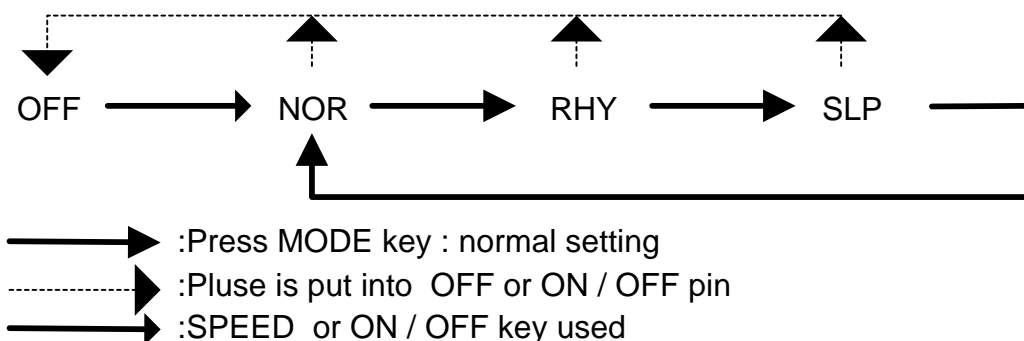 OFF NOR RHY SLP
:Press MODE key : normal setting
:Pluse is put into OFF or ON / OFF pin
:SPEED or ON / OFF key used